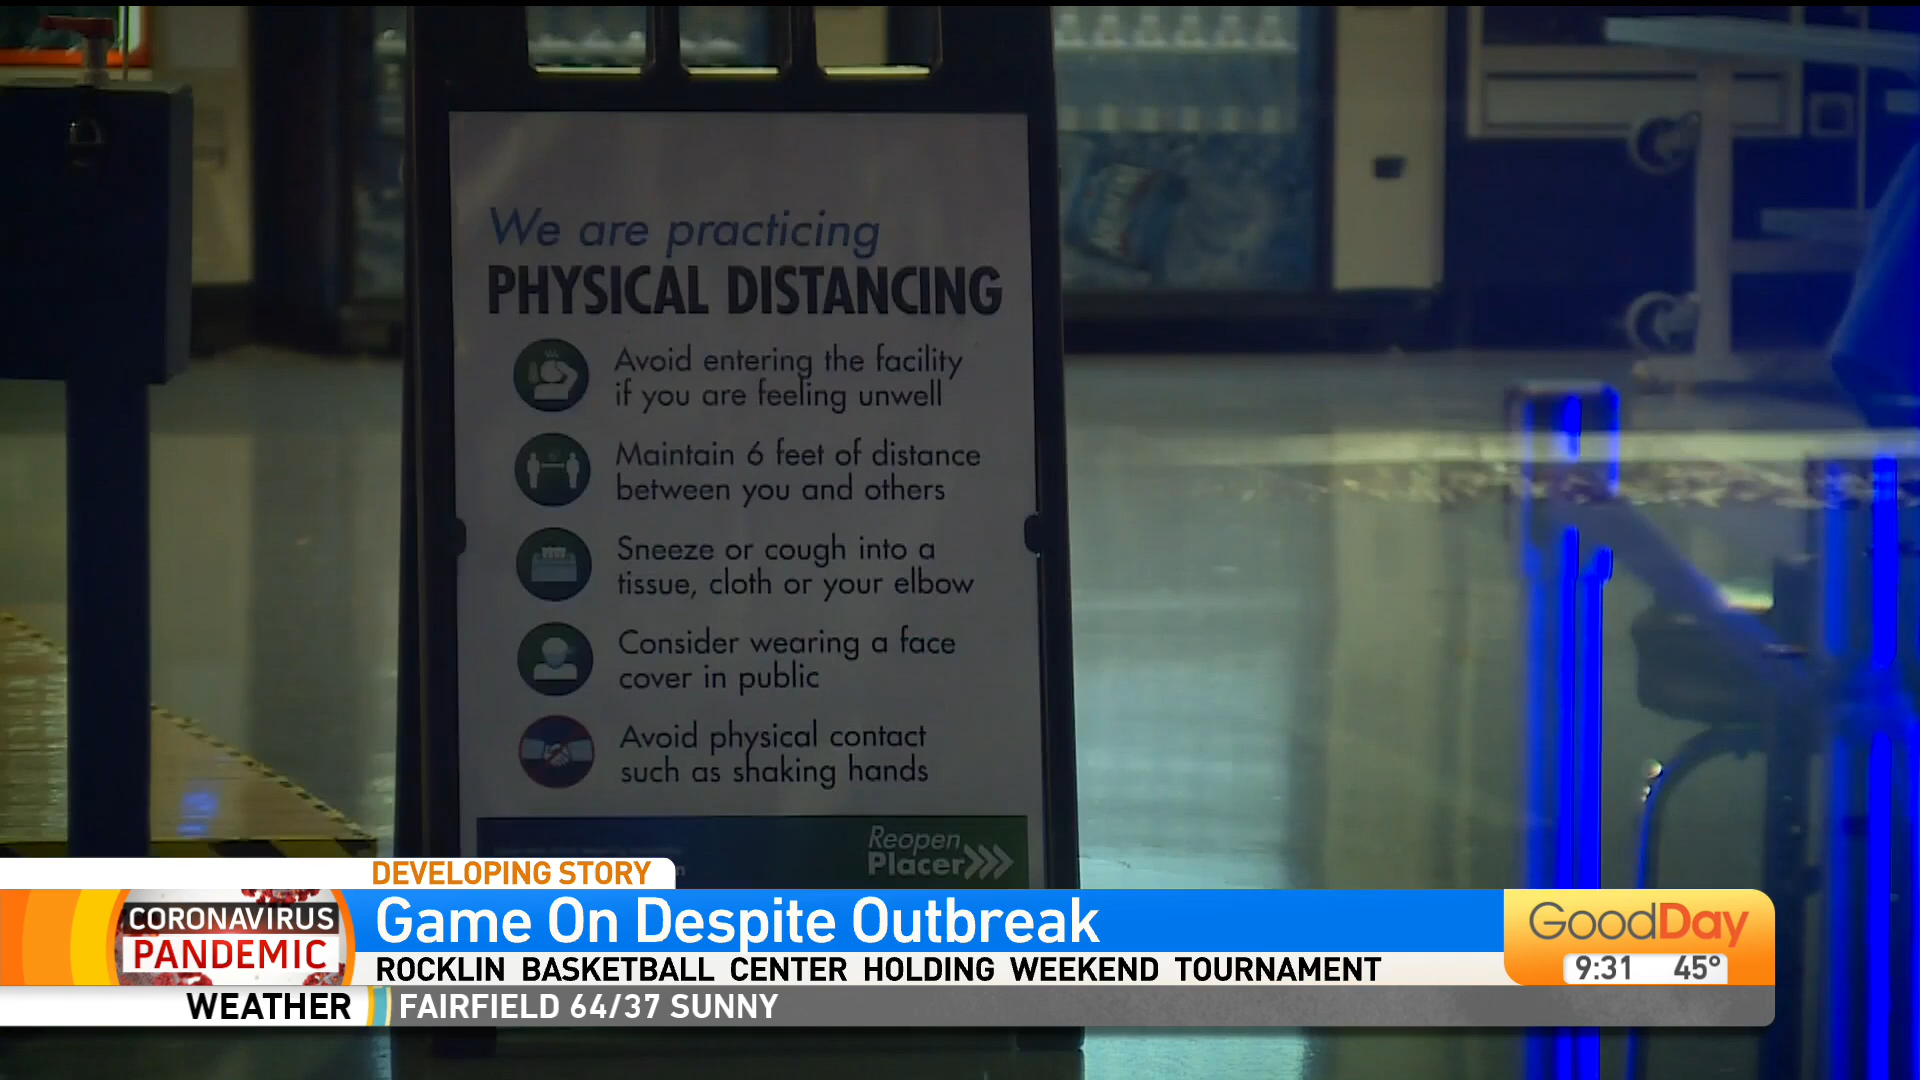 We are practicing
PHYSICAL DISTANCING
Avoid entering the facility
if you are feeling unwell
Maintain 6 feet of distance
between you and others
Sneeze or cough into a
tissue, cloth or your elbow
Consider wearing a face
cover in public
Avoid physical contact
such as shaking hands
Reopen
Placer
DEVELOPING STORY
CORONAVIRUS
PANDEMIC
Game On Despite Outbreak
ROCKLIN BASKETBALL CENTER HOLDING WEEKEND TOURNAMENT
GoodDay
9:31 45°
WEATHER FAIRFIELD 64/37 SUNNY